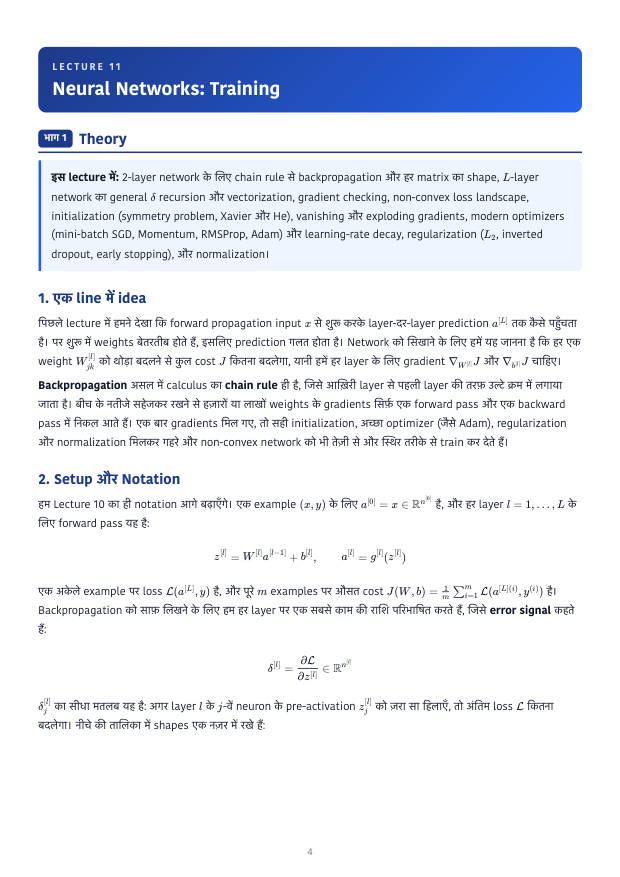 LECTURE 11
Neural Networks: Training
भाग 1 Theory
इस lecture में: 2-layer network के लिए chain rule से backpropagation और हर matrix का shape, L-layer
network का general δ recursion और vectorization, gradient checking, non-convex loss landscape,
initialization (symmetry problem, Xavier और He), vanishing और exploding gradients, modern optimizers
(mini-batch SGD, Momentum, RMSProp, Adam) और learning-rate decay, regularization (L₂, inverted
dropout, early stopping), और normalization।
1. एक line में idea
पिछले lecture में हमने देखा कि forward propagation input x से शुरू करके layer-दर-layer prediction a^{[L]} तक कैसे पहुँचता
है। पर शुरू में weights बेतरतीब होते हैं, इसलिए prediction गलत होता है। Network को सिखाने के लिए हमें यह जानना है कि हर एक
weight W_{jk}^{[l]} को थोड़ा बदलने से कुल cost J कितना बदलेगा, यानी हमें हर layer के लिए gradient ∇_{W^{[l]}}J और ∇_{b^{[l]}}J चाहिए।
Backpropagation असल में calculus का chain rule ही है, जिसे आख़िरी layer से पहली layer की तरफ़ उल्टे क्रम में लगाया
जाता है। बीच के नतीजे सहेजकर रखने से हज़ारों या लाखों weights के gradients सिर्फ़ एक forward pass और एक backward
pass में निकल आते हैं। एक बार gradients मिल गए, तो सही initialization, अच्छा optimizer (जैसे Adam), regularization
और normalization मिलकर गहरे और non-convex network को भी तेज़ी से और स्थिर तरीके से train कर देते हैं।
2. Setup और Notation
हम Lecture 10 का ही notation आगे बढ़ाएँगे। एक example (x, y) के लिए a^{[0]} = x ∈ ℝ^{n^{[0]}} है, और हर layer l = 1, . . . , L के
लिए forward pass यह है:
z^{[l]} = W^{[l]}a^{[l−1]} + b^{[l]}, a^{[l]} = g^{[l]}(z^{[l]})
एक अकेले example पर loss ℒ(a^{[L]}, y) है, और पूरे m examples पर औसत cost J(W, b) = \frac{1}{m} ∑_{i=1}^{m} ℒ(a^{[L](i)}, y^{(i)}) है।
Backpropagation को साफ़ लिखने के लिए हम हर layer पर एक सबसे काम की राशि परिभाषित करते हैं, जिसे error signal कहते
हैं:
δ^{[l]} = \frac{∂ℒ}{∂z^{[l]}} ∈ ℝ^{n^{[l]}}
δ_j^{[l]} का सीधा मतलब यह है: अगर layer l के j-वें neuron के pre-activation z_j^{[l]} को ज़रा सा हिलाएँ, तो अंतिम loss ℒ कितना
बदलेगा। नीचे की तालिका में shapes एक नज़र में रखे हैं:
4